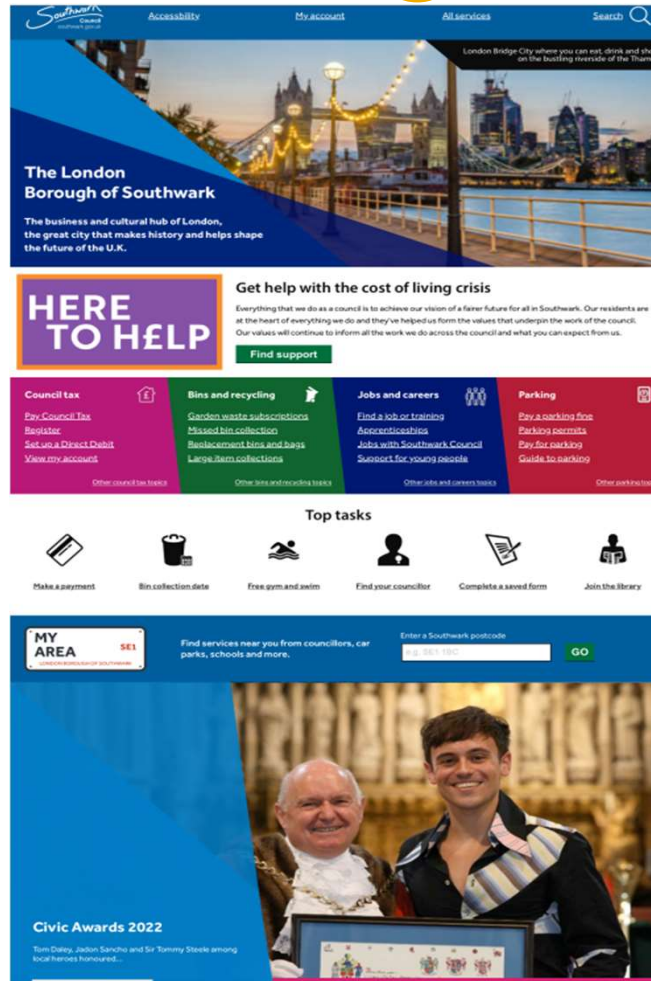 Southwark
Council
southwark.gov.uk
Accessbility
My account
All services
Search
London Bridge City where you can eat, drink and sho
on the bustling riverside of the Tham
The London
Borough of Southwark
The business and cultural hub of London,
the great city that makes history and helps shape
the future of the U.K.
HERE
TO H£LP
Get help with the cost of living crisis
Everything that we do as a council is to achieve our vision of a fairer future for all in Southwark. Our residents are
at the heart of everything we do and they've helped us form the values that underpin the work of the council.
Our values will continue to inform all the work we do across the council and what you can expect from us.
Find support
Council tax
£
Pay Council Tax
Register
Set up a Direct Debit
View my account
Other council tax topics
Bins and recycling
Garden waste subscriptions
Missed bin collection
Replacement bins and bags
Large item collections
Other bins and recycling topics
Jobs and careers
Find a job or training
Apprenticeships
Jobs with Southwark Council
Support for young people
Other jobs and careers topics
Parking
Pay a parking fine
Parking permits
Pay for parking
Guide to parking
Other parking top
Top tasks
Make a payment
Bin collection date
Free gym and swim
Find your councillor
Complete a saved form
Join the library
MY
AREA
SE1
LONDON BOROUGH OF SOUTHWARK
Find services near you from councillors, car
parks, schools and more.
Enter a Southwark postcode
e.g. SE1 1BC
GO
Civic Awards 2022
Tom Daley, Jadon Sancho and Sir Tommy Steele among
local heroes honoured...